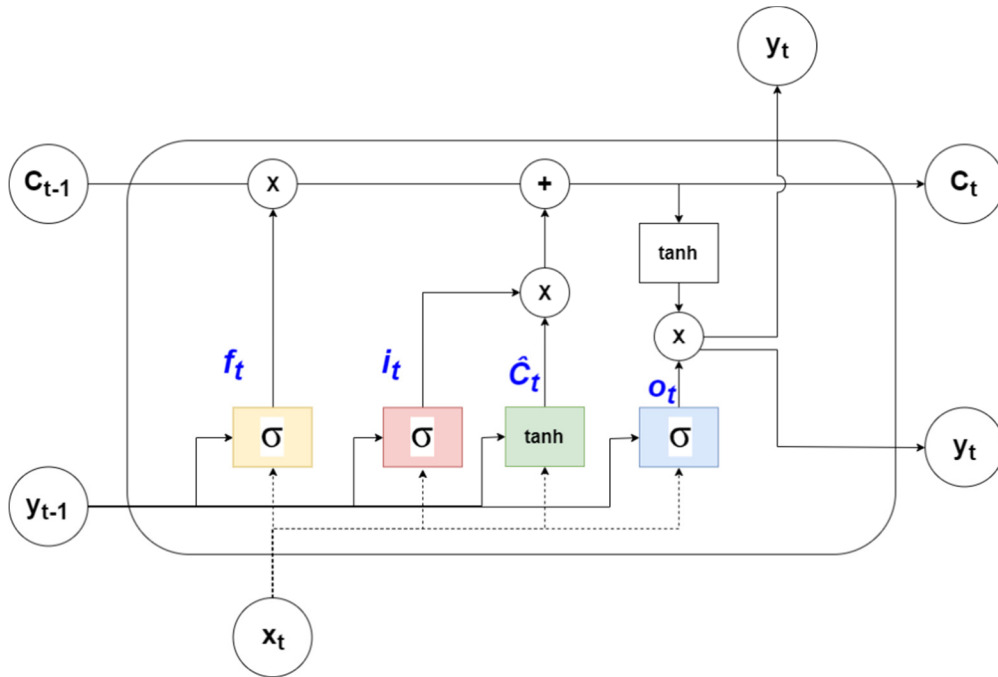 yₜ
Cₜ₋₁
x
+
Cₜ
tanh
x
x
fₜ
iₜ
Ĉₜ
oₜ
σ
σ
tanh
σ
yₜ
yₜ₋₁
xₜ